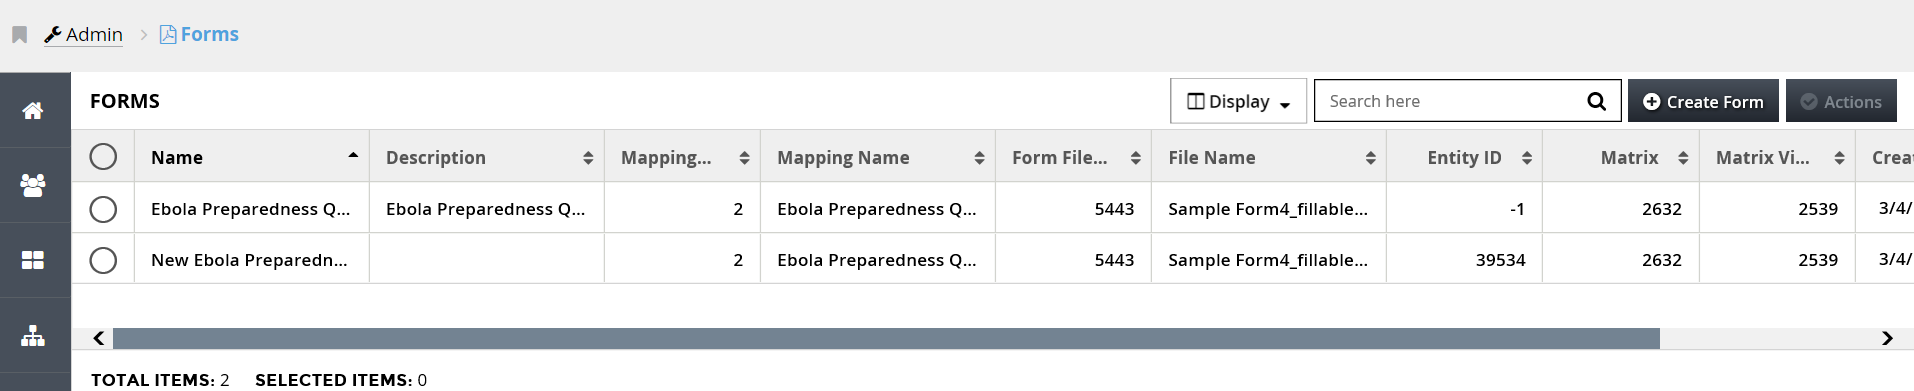 Admin > Forms
FORMS Display Search here Create Form Actions
Name Description Mapping... Mapping Name Form File... File Name Entity ID Matrix Matrix Vi... Crea
Ebola Preparedness Q... Ebola Preparedness Q... 2 Ebola Preparedness Q... 5443 Sample Form4_fillable... -1 2632 2539 3/4/
New Ebola Preparedn... 2 Ebola Preparedness Q... 5443 Sample Form4_fillable... 39534 2632 2539 3/4/
TOTAL ITEMS: 2 SELECTED ITEMS: 0